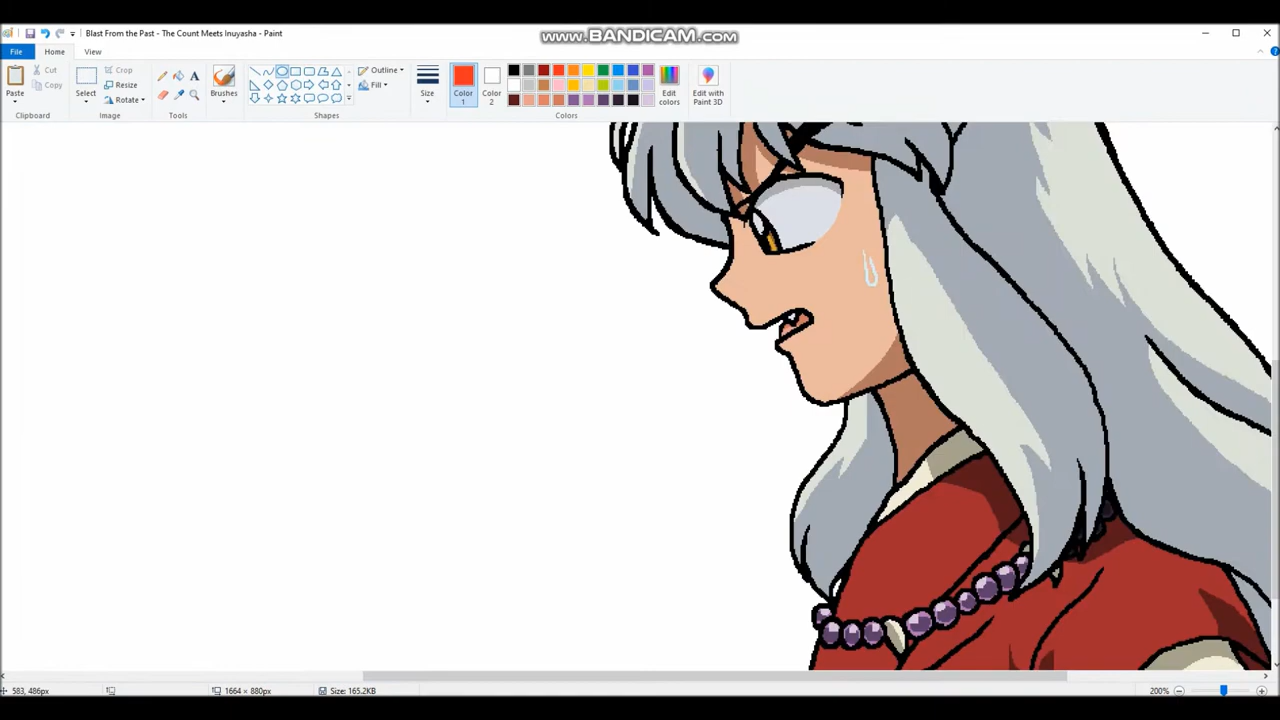 www.BANDICAM.com
Blast From the Past - The Count Meets Inuyasha - Paint
File Home View
Paste Cut Copy Clipboard
Select Crop Resize Rotate Image
Tools
Brushes
Shapes Outline Fill
Size
Color 1 Color 2 Colors Edit colors
Edit with Paint 3D
583, 486px 1664 × 880px Size: 165.2KB 200%